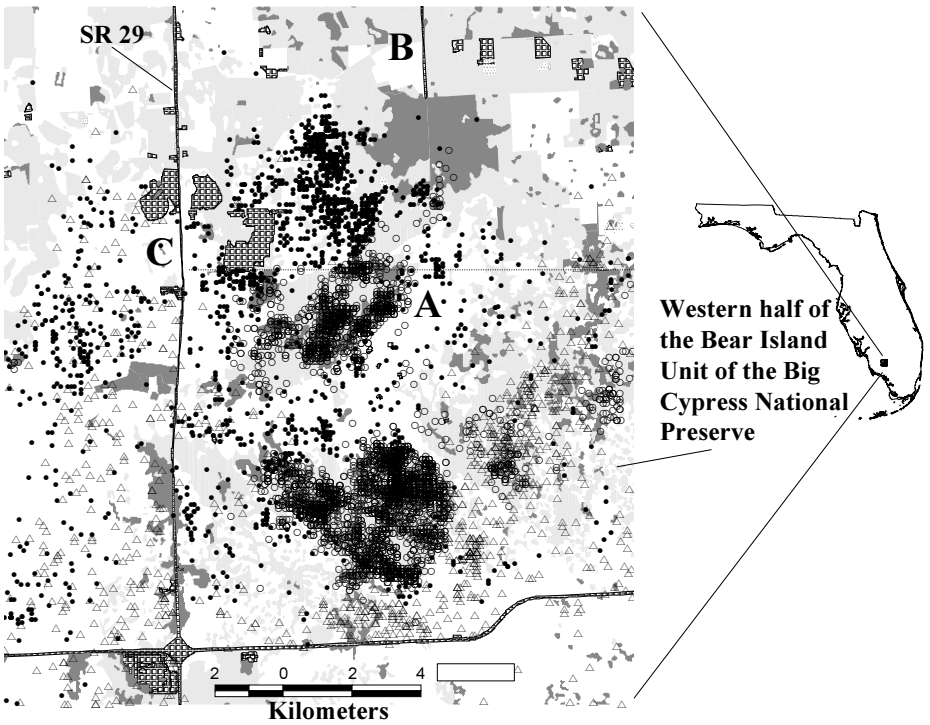 SR 29
B
C
A
Western half of
the Bear Island
Unit of the Big
Cypress National
Preserve
2 0 2 4
Kilometers